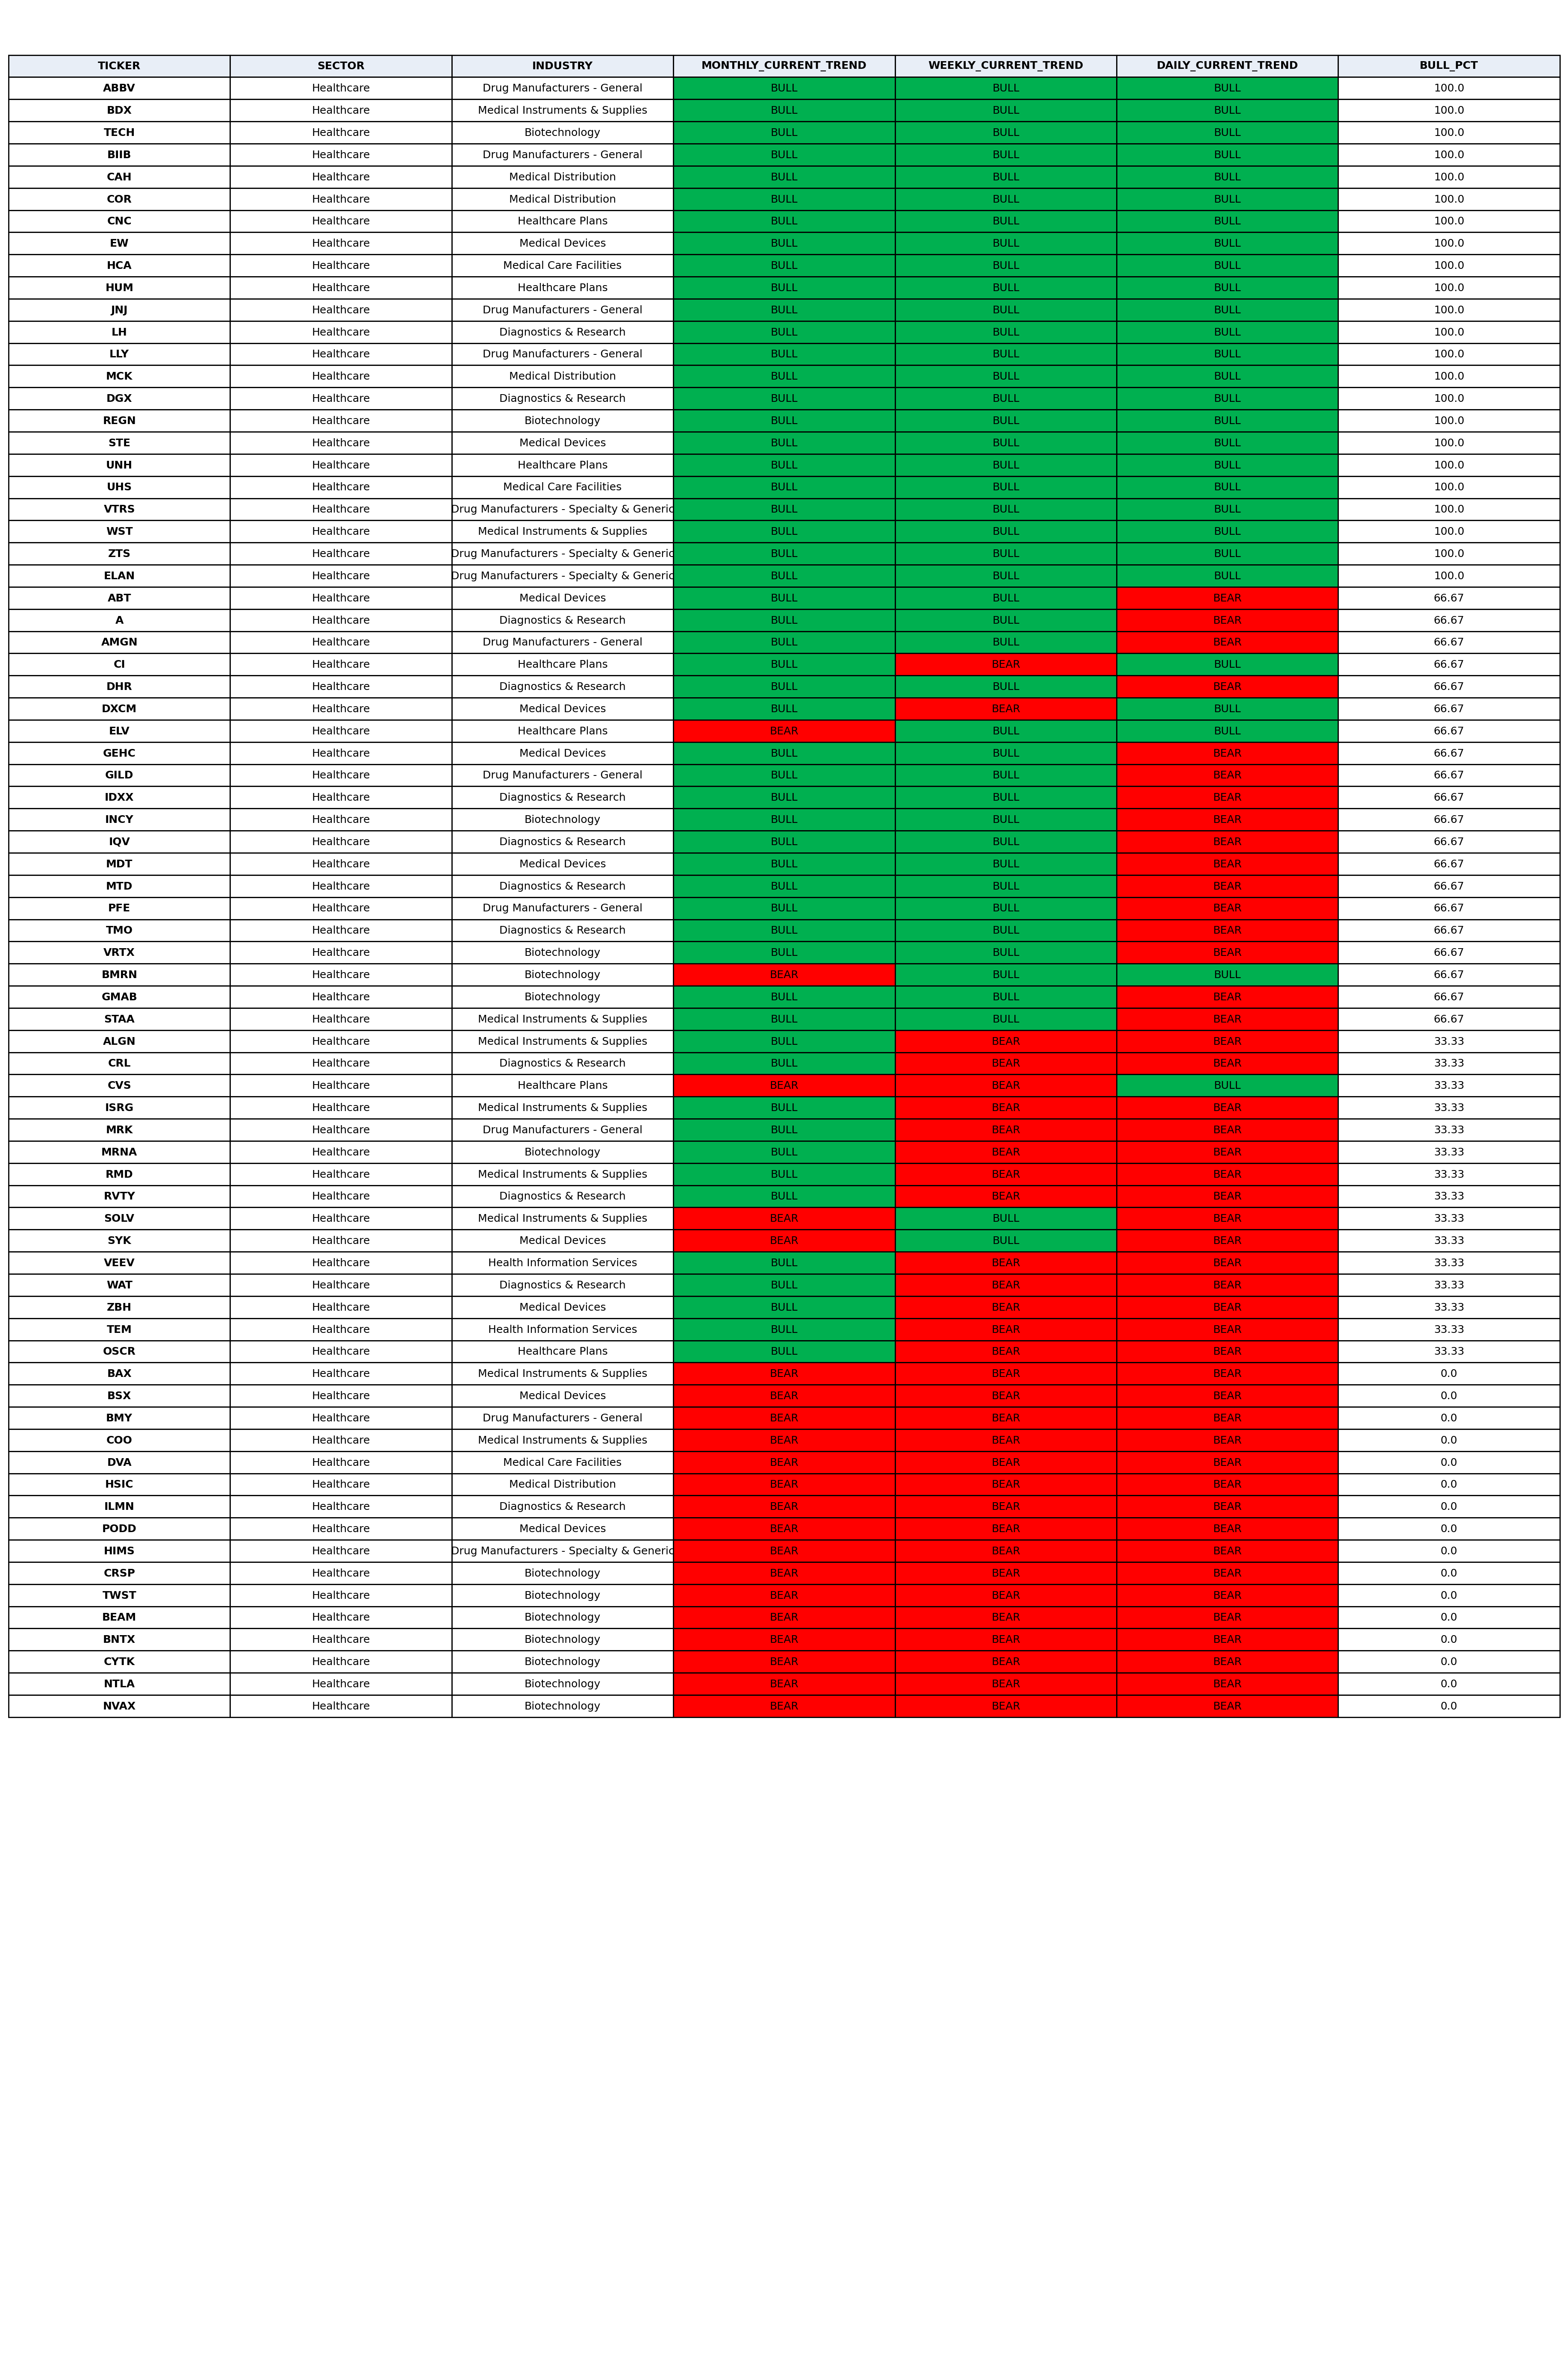 TICKER SECTOR INDUSTRY MONTHLY_CURRENT_TREND WEEKLY_CURRENT_TREND DAILY_CURRENT_TREND BULL_PCT
ABBV Healthcare Drug Manufacturers - General BULL BULL BULL 100.0
BDX Healthcare Medical Instruments & Supplies BULL BULL BULL 100.0
TECH Healthcare Biotechnology BULL BULL BULL 100.0
BIIB Healthcare Drug Manufacturers - General BULL BULL BULL 100.0
CAH Healthcare Medical Distribution BULL BULL BULL 100.0
COR Healthcare Medical Distribution BULL BULL BULL 100.0
CNC Healthcare Healthcare Plans BULL BULL BULL 100.0
EW Healthcare Medical Devices BULL BULL BULL 100.0
HCA Healthcare Medical Care Facilities BULL BULL BULL 100.0
HUM Healthcare Healthcare Plans BULL BULL BULL 100.0
JNJ Healthcare Drug Manufacturers - General BULL BULL BULL 100.0
LH Healthcare Diagnostics & Research BULL BULL BULL 100.0
LLY Healthcare Drug Manufacturers - General BULL BULL BULL 100.0
MCK Healthcare Medical Distribution BULL BULL BULL 100.0
DGX Healthcare Diagnostics & Research BULL BULL BULL 100.0
REGN Healthcare Biotechnology BULL BULL BULL 100.0
STE Healthcare Medical Devices BULL BULL BULL 100.0
UNH Healthcare Healthcare Plans BULL BULL BULL 100.0
UHS Healthcare Medical Care Facilities BULL BULL BULL 100.0
VTRS Healthcare Drug Manufacturers - Specialty & Generic BULL BULL BULL 100.0
WST Healthcare Medical Instruments & Supplies BULL BULL BULL 100.0
ZTS Healthcare Drug Manufacturers - Specialty & Generic BULL BULL BULL 100.0
ELAN Healthcare Drug Manufacturers - Specialty & Generic BULL BULL BULL 100.0
ABT Healthcare Medical Devices BULL BULL BEAR 66.67
A Healthcare Diagnostics & Research BULL BULL BEAR 66.67
AMGN Healthcare Drug Manufacturers - General BULL BULL BEAR 66.67
CI Healthcare Healthcare Plans BULL BEAR BULL 66.67
DHR Healthcare Diagnostics & Research BULL BULL BEAR 66.67
DXCM Healthcare Medical Devices BULL BEAR BULL 66.67
ELV Healthcare Healthcare Plans BEAR BULL BULL 66.67
GEHC Healthcare Medical Devices BULL BULL BEAR 66.67
GILD Healthcare Drug Manufacturers - General BULL BULL BEAR 66.67
IDXX Healthcare Diagnostics & Research BULL BULL BEAR 66.67
INCY Healthcare Biotechnology BULL BULL BEAR 66.67
IQV Healthcare Diagnostics & Research BULL BULL BEAR 66.67
MDT Healthcare Medical Devices BULL BULL BEAR 66.67
MTD Healthcare Diagnostics & Research BULL BULL BEAR 66.67
PFE Healthcare Drug Manufacturers - General BULL BULL BEAR 66.67
TMO Healthcare Diagnostics & Research BULL BULL BEAR 66.67
VRTX Healthcare Biotechnology BULL BULL BEAR 66.67
BMRN Healthcare Biotechnology BEAR BULL BULL 66.67
GMAB Healthcare Biotechnology BULL BULL BEAR 66.67
STAA Healthcare Medical Instruments & Supplies BULL BULL BEAR 66.67
ALGN Healthcare Medical Instruments & Supplies BULL BEAR BEAR 33.33
CRL Healthcare Diagnostics & Research BULL BEAR BEAR 33.33
CVS Healthcare Healthcare Plans BEAR BEAR BULL 33.33
ISRG Healthcare Medical Instruments & Supplies BULL BEAR BEAR 33.33
MRK Healthcare Drug Manufacturers - General BULL BEAR BEAR 33.33
MRNA Healthcare Biotechnology BULL BEAR BEAR 33.33
RMD Healthcare Medical Instruments & Supplies BULL BEAR BEAR 33.33
RVTY Healthcare Diagnostics & Research BULL BEAR BEAR 33.33
SOLV Healthcare Medical Instruments & Supplies BEAR BULL BEAR 33.33
SYK Healthcare Medical Devices BEAR BULL BEAR 33.33
VEEV Healthcare Health Information Services BULL BEAR BEAR 33.33
WAT Healthcare Diagnostics & Research BULL BEAR BEAR 33.33
ZBH Healthcare Medical Devices BULL BEAR BEAR 33.33
TEM Healthcare Health Information Services BULL BEAR BEAR 33.33
OSCR Healthcare Healthcare Plans BULL BEAR BEAR 33.33
BAX Healthcare Medical Instruments & Supplies BEAR BEAR BEAR 0.0
BSX Healthcare Medical Devices BEAR BEAR BEAR 0.0
BMY Healthcare Drug Manufacturers - General BEAR BEAR BEAR 0.0
COO Healthcare Medical Instruments & Supplies BEAR BEAR BEAR 0.0
DVA Healthcare Medical Care Facilities BEAR BEAR BEAR 0.0
HSIC Healthcare Medical Distribution BEAR BEAR BEAR 0.0
ILMN Healthcare Diagnostics & Research BEAR BEAR BEAR 0.0
PODD Healthcare Medical Devices BEAR BEAR BEAR 0.0
HIMS Healthcare Drug Manufacturers - Specialty & Generic BEAR BEAR BEAR 0.0
CRSP Healthcare Biotechnology BEAR BEAR BEAR 0.0
TWST Healthcare Biotechnology BEAR BEAR BEAR 0.0
BEAM Healthcare Biotechnology BEAR BEAR BEAR 0.0
BNTX Healthcare Biotechnology BEAR BEAR BEAR 0.0
CYTK Healthcare Biotechnology BEAR BEAR BEAR 0.0
NTLA Healthcare Biotechnology BEAR BEAR BEAR 0.0
NVAX Healthcare Biotechnology BEAR BEAR BEAR 0.0